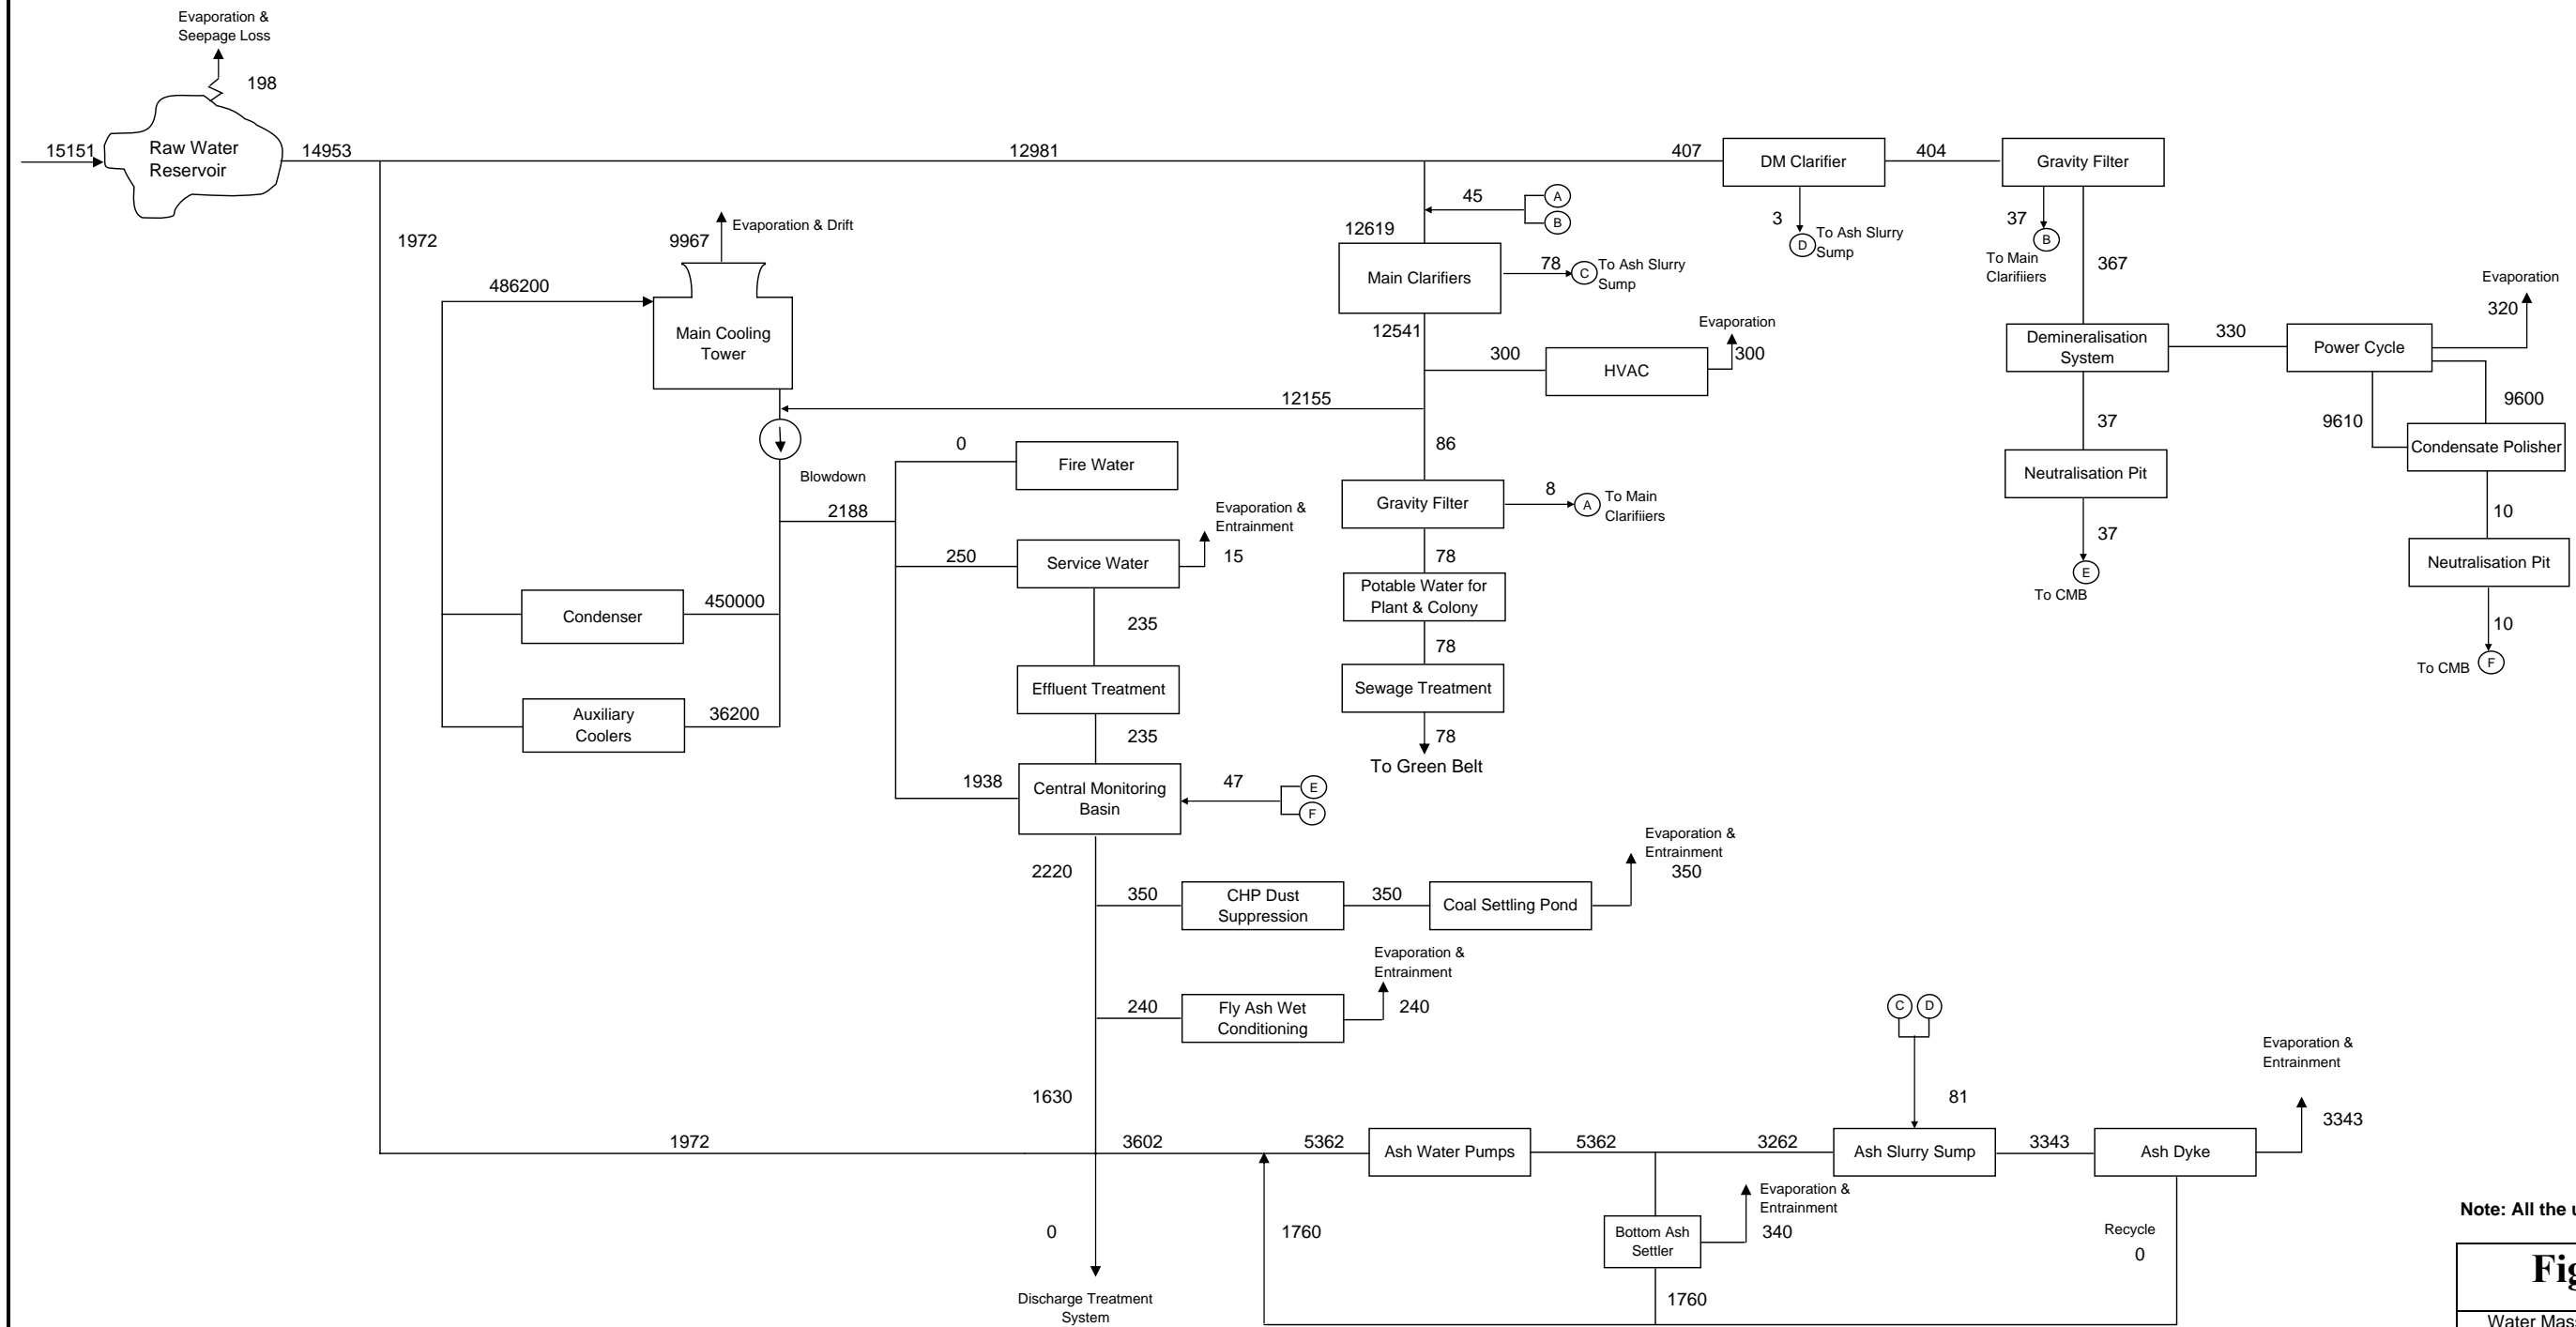 Evaporation &
Seepage Loss
198
15151
Raw Water
Reservoir
14953
12981
407
DM Clarifier
404
Gravity Filter
1972
9967
Evaporation & Drift
45
A
B
12619
3
D
To Ash Slurry
Sump
37
B
To Main
Clarifiiers
367
486200
Main Cooling
Tower
Main Clarifiers
78
C
To Ash Slurry
Sump
12541
Evaporation
300
HVAC
300
Demineralisation
System
330
Power Cycle
Evaporation
320
12155
9600
9610
Condensate Polisher
0
Fire Water
86
37
Neutralisation Pit
Blowdown
2188
Gravity Filter
8
A
To Main
Clarifiiers
10
37
Evaporation &
Entrainment
250
Service Water
15
78
Neutralisation Pit
E
To CMB
Potable Water for
Plant & Colony
Condenser
450000
235
78
10
To CMB
F
Effluent Treatment
Sewage Treatment
Auxiliary
Coolers
36200
235
78
To Green Belt
1938
Central Monitoring
Basin
47
E
F
2220
Evaporation &
Entrainment
350
350
CHP Dust
Suppression
350
Coal Settling Pond
Evaporation &
Entrainment
240
Fly Ash Wet
Conditioning
240
C
D
Evaporation &
Entrainment
1630
81
3343
1972
3602
5362
Ash Water Pumps
5362
3262
Ash Slurry Sump
3343
Ash Dyke
Evaporation &
Entrainment
0
1760
Bottom Ash
Settler
340
Recycle
0
Note: All the
1760
Discharge Treatment
System
Fig
Water Mas